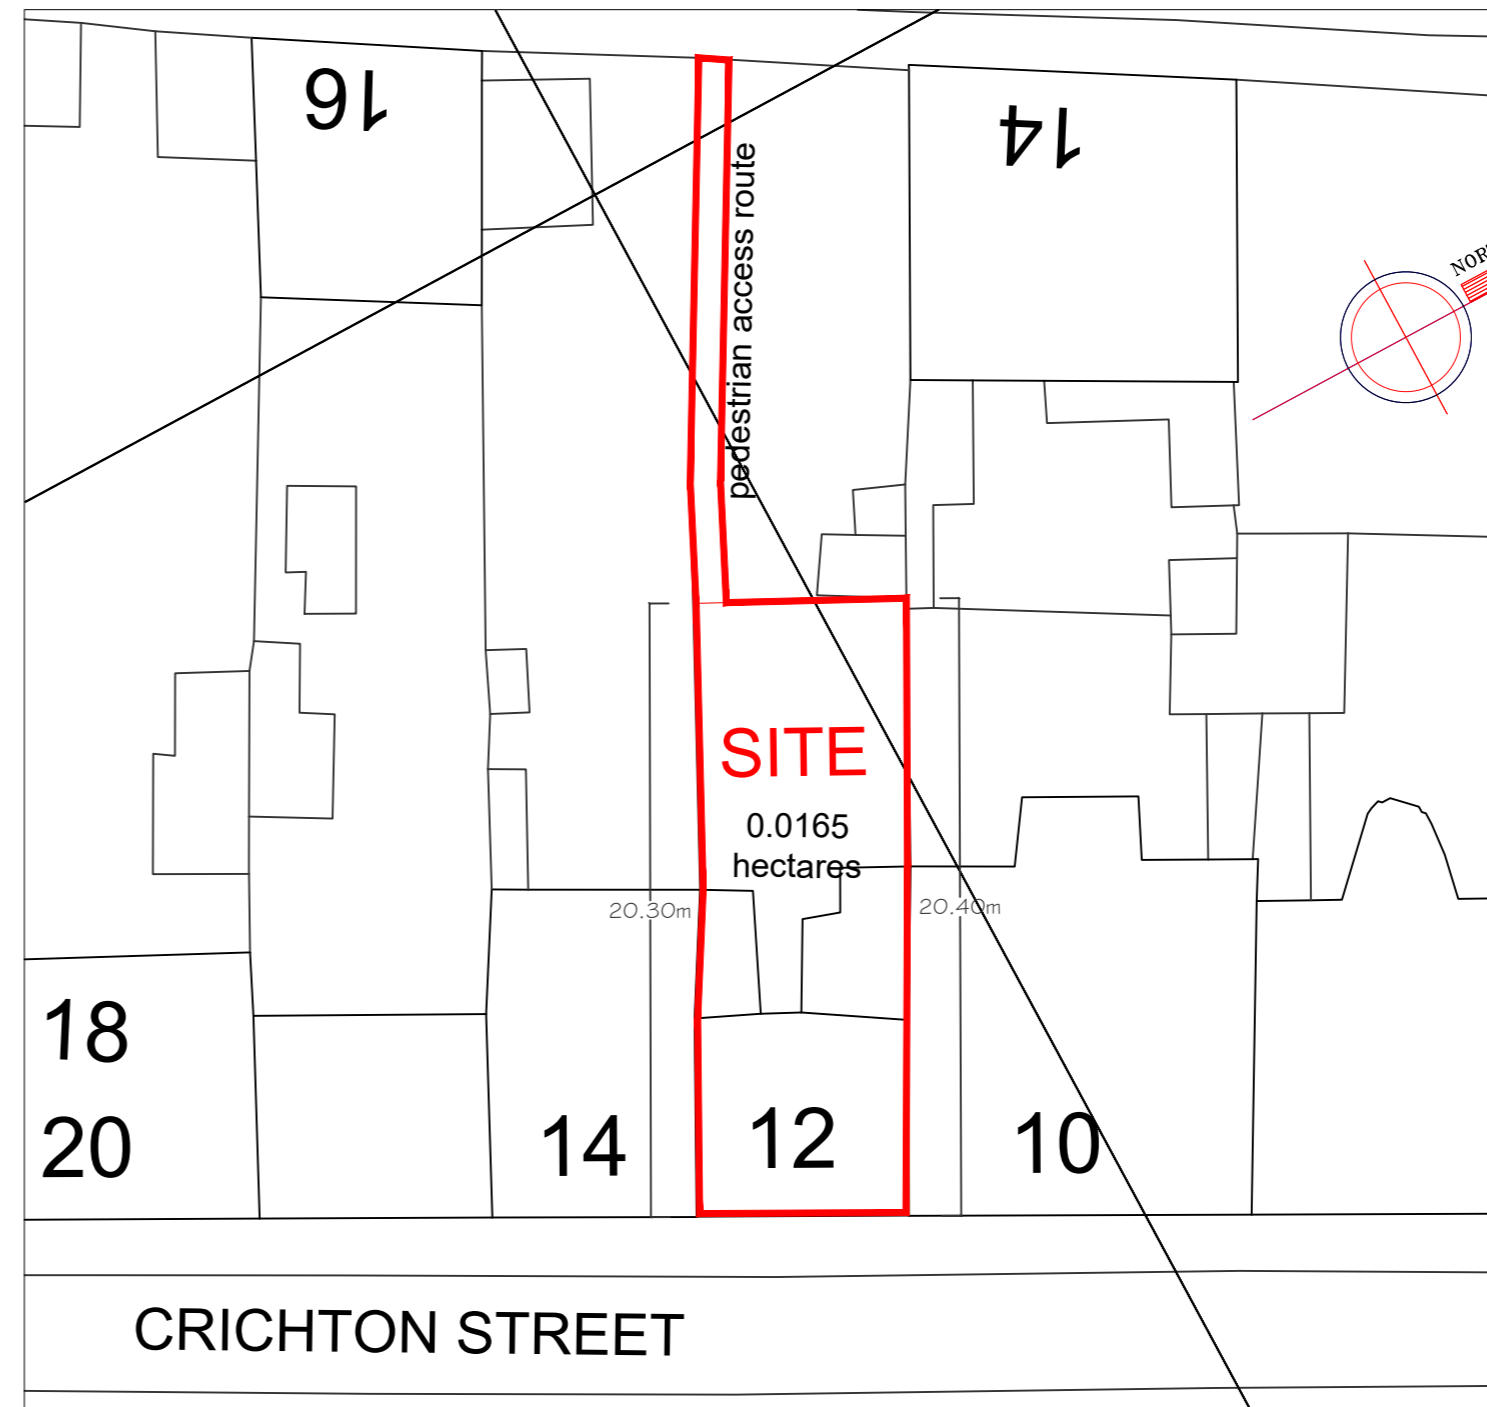 16
14
pedestrian access route
NOR
SITE
0.0165
hectares
20.30m
20.40m
18
20
14
12
10
CRICHTON STREET